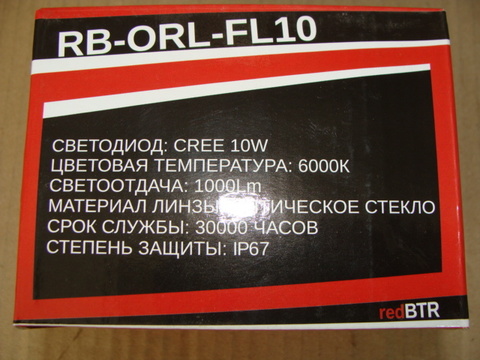 RB-ORL-FL10
СВЕТОДИОД: CREE 10W
ЦВЕТОВАЯ ТЕМПЕРАТУРА: 6000К
СВЕТООТДАЧА: 1000Lm
МАТЕРИАЛ ЛИНЗЫ СТЕКЛО
СРОК СЛУЖБЫ: 30000 ЧАСОВ
СТЕПЕНЬ ЗАЩИТЫ: IP67
redBTR